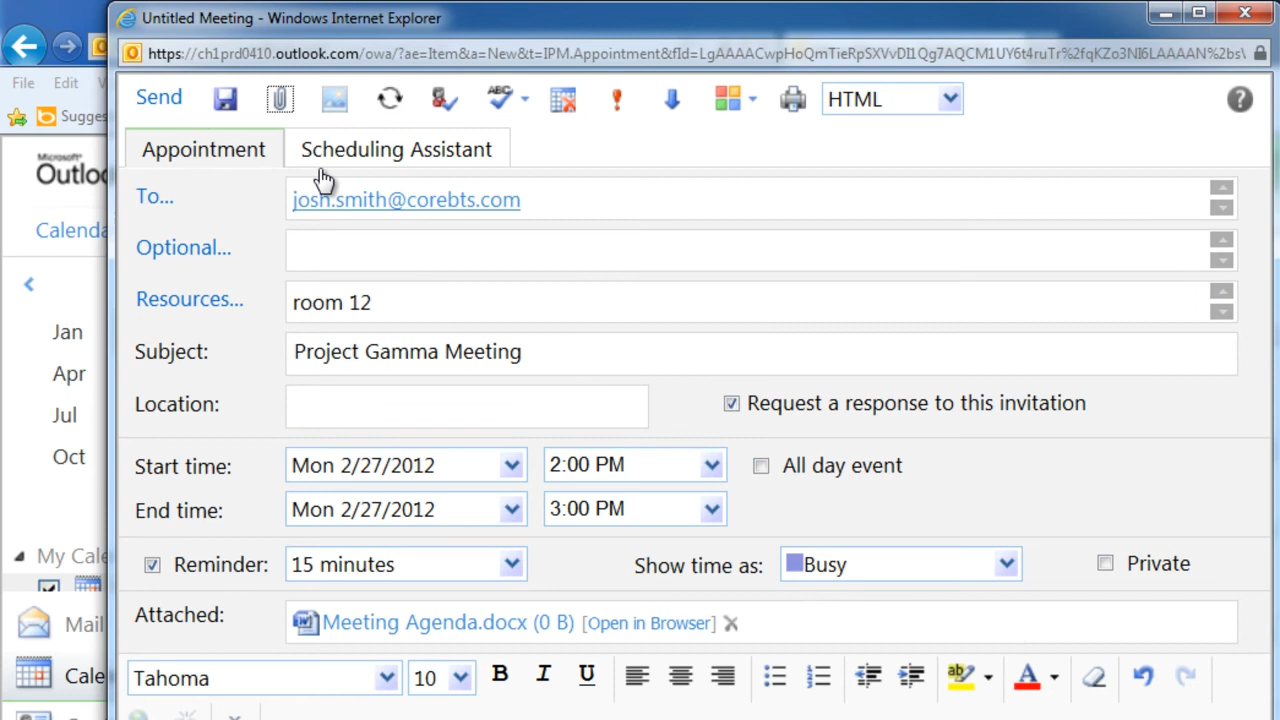 Untitled Meeting - Windows Internet Explorer
https://ch1prd0410.outlook.com/owa/?ae=Item&a=New&t=IPM.Appointment&fId=LgAAAACwpHoQmTieRpSXVvDI1Qg7AQCM1UY6t4ruTr%2fqKZo3NI6LAAAAN%2bs\
File Edit V
Sugges
Send HTML
Microsoft
Outloo
Appointment Scheduling Assistant
To... josh.smith@corebts.com
Calenda
Optional...
Resources... room 12
Jan
Subject: Project Gamma Meeting
Apr
Location: Request a response to this invitation
Jul
Oct
Start time: Mon 2/27/2012 2:00 PM All day event
End time: Mon 2/27/2012 3:00 PM
My Cale
Reminder: 15 minutes Show time as: Busy Private
Attached: Meeting Agenda.docx (0 B) [Open in Browser]
Mail
Cale
Tahoma 10 B I U